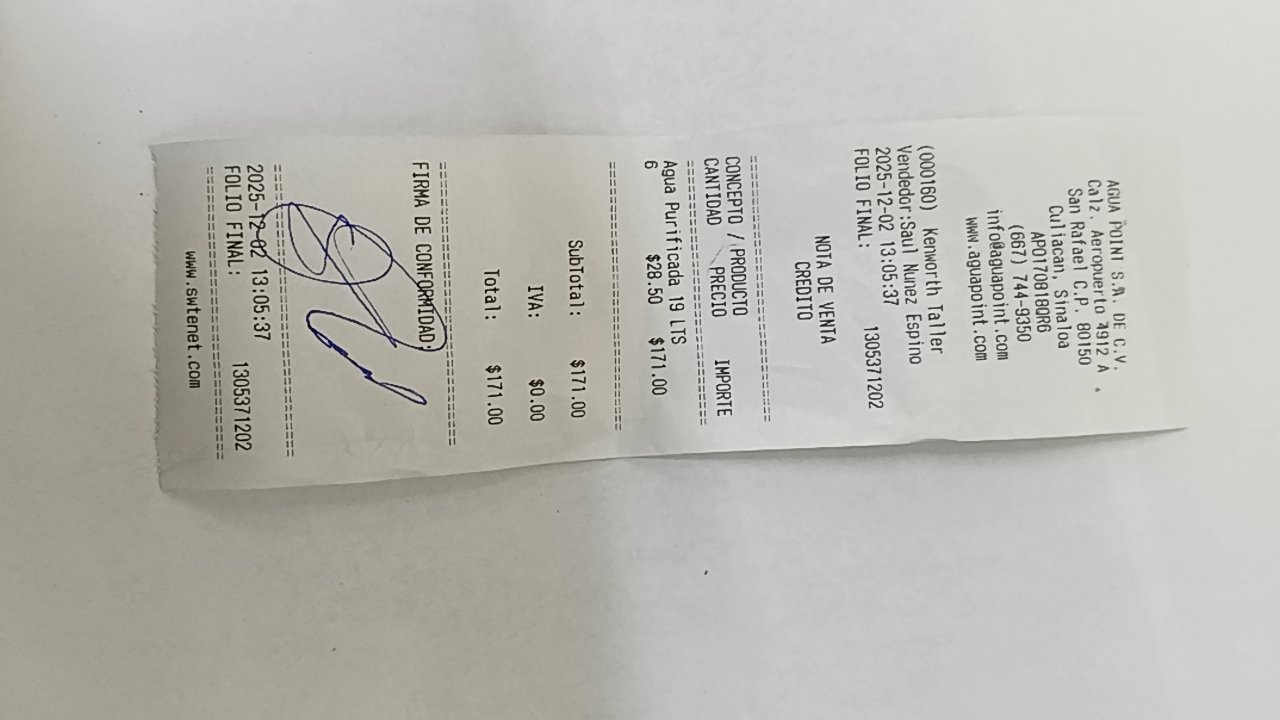 AGUA POINT S.A. DE C.V.
Calz. Aeropuerto 4912 A
San Rafael C.P. 80150
Culiacan, Sinaloa
APO170818QR6
(667) 744-9350
info@aguapoint.com
www.aguapoint.com
(000160) Kenworth Taller
Vendedor:Saul Nunez Espino
2025-12-02 13:05:37
FOLIO FINAL: 1305371202
NOTA DE VENTA
CREDITO
==============================
CONCEPTO / PRODUCTO
CANTIDAD PRECIO IMPORTE
==============================
Agua Purificada 19 LTS
6 $28.50 $171.00
==============================
SubTotal: $171.00
IVA: $0.00
Total: $171.00
==============================
FIRMA DE CONFORMIDAD:
==============================
2025-12-02 13:05:37
FOLIO FINAL: 1305371202
==============================
www.swtenet.com